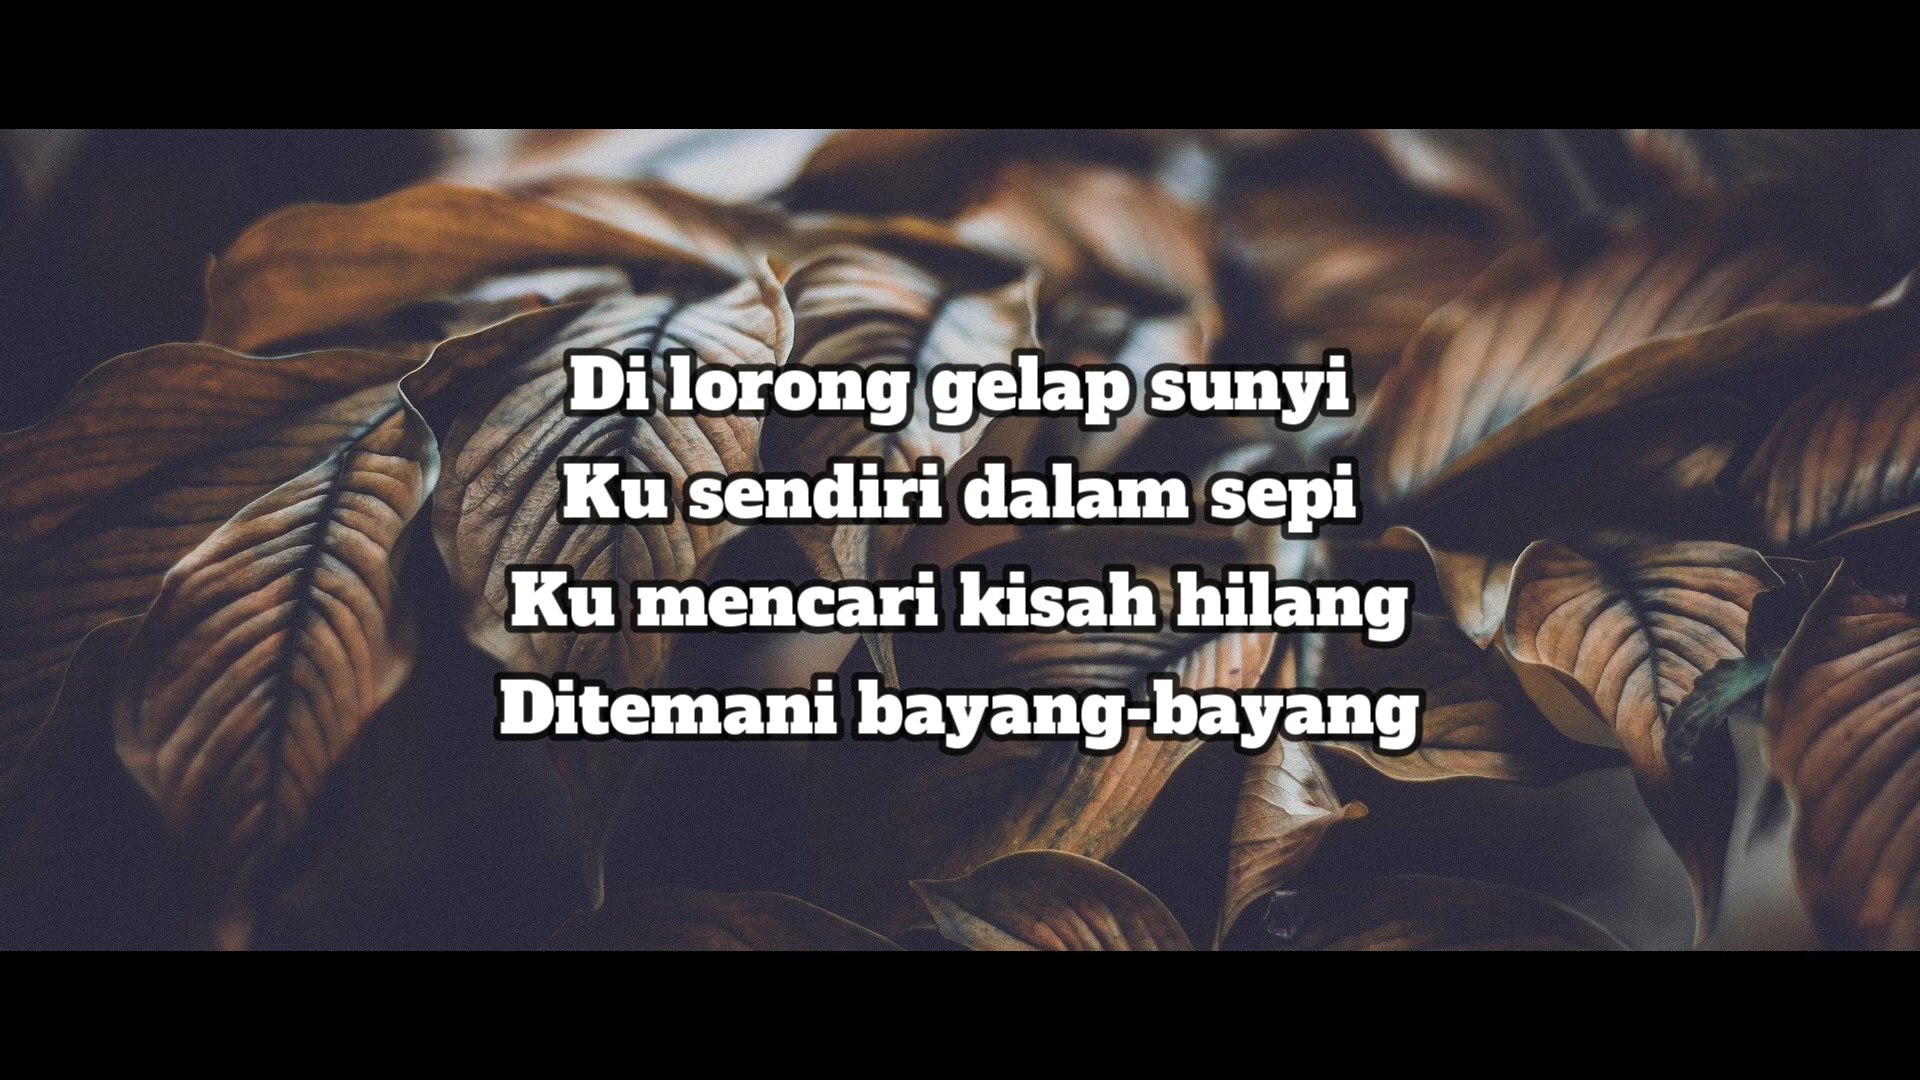 Di lorong gelap sunyi
Ku sendiri dalam sepi
Ku mencari kisah hilang
Ditemani bayang-bayang